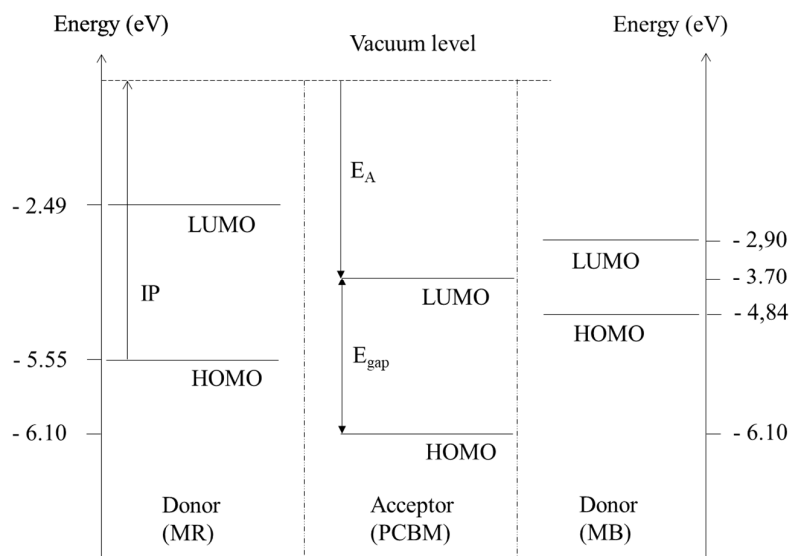 Energy (eV)
Energy (eV)
Vacuum level
E_A
- 2.49
LUMO
- 2,90
LUMO
- 3.70
IP
LUMO
- 4,84
HOMO
E_gap
- 5.55
HOMO
- 6.10
- 6.10
HOMO
Donor
(MR)
Acceptor
(PCBM)
Donor
(MB)